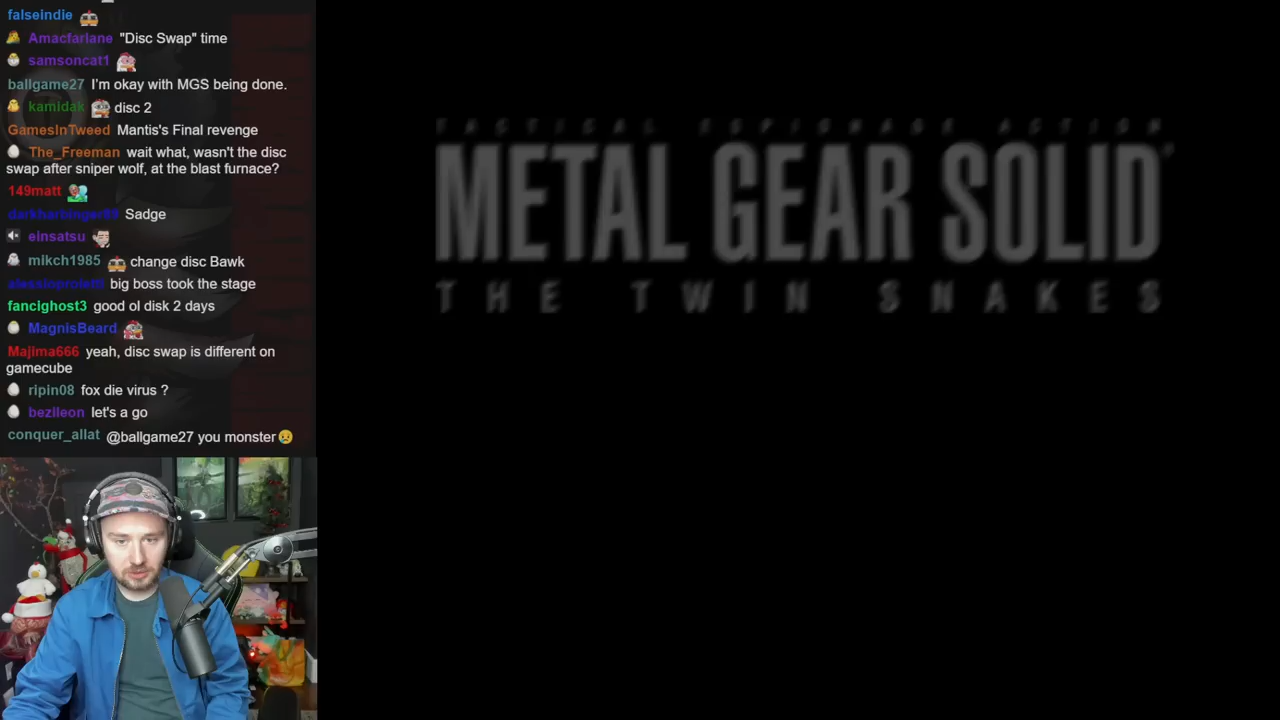 falseindie
Amacfarlane "Disc Swap" time
samsoncat1
ballgame27 I'm okay with MGS being done.
kamidak disc 2
GamesInTweed Mantis's Final revenge
The_Freeman wait what, wasn't the disc
swap after sniper wolf, at the blast furnace?
149matt
darkharbinger89 Sadge
einsatsu
mikch1985 change disc Bawk
alessioproietti big boss took the stage
fancighost3 good ol disk 2 days
MagnisBeard
Majima666 yeah, disc swap is different on
gamecube
ripin08 fox die virus ?
bezileon let's a go
conquer_allat @ballgame27 you monster😥
TACTICAL ESPIONAGE ACTION
METAL GEAR SOLID
THE TWIN SNAKES